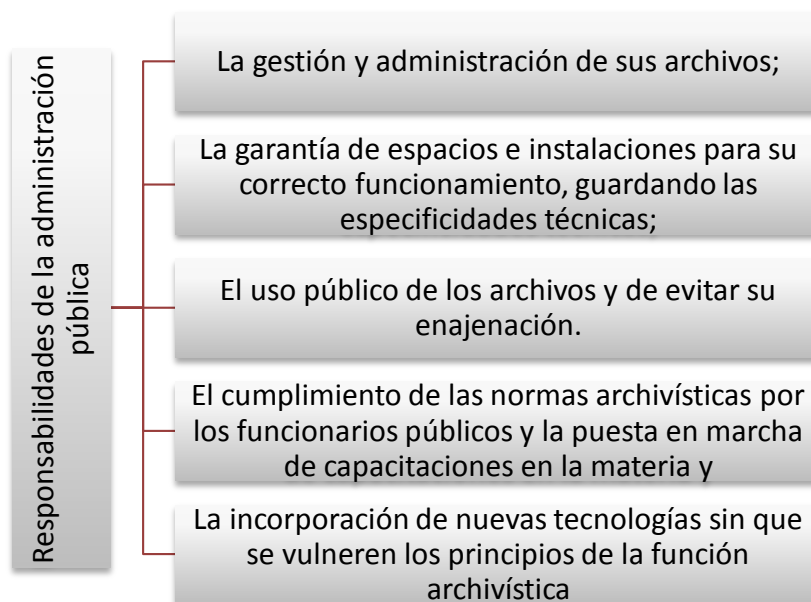 Responsabilidades de la administración
pública
La gestión y administración de sus archivos;
La garantía de espacios e instalaciones para su
correcto funcionamiento, guardando las
especificidades técnicas;
El uso público de los archivos y de evitar su
enajenación.
El cumplimiento de las normas archivísticas por
los funcionarios públicos y la puesta en marcha
de capacitaciones en la materia y
La incorporación de nuevas tecnologías sin que
se vulneren los principios de la función
archivística